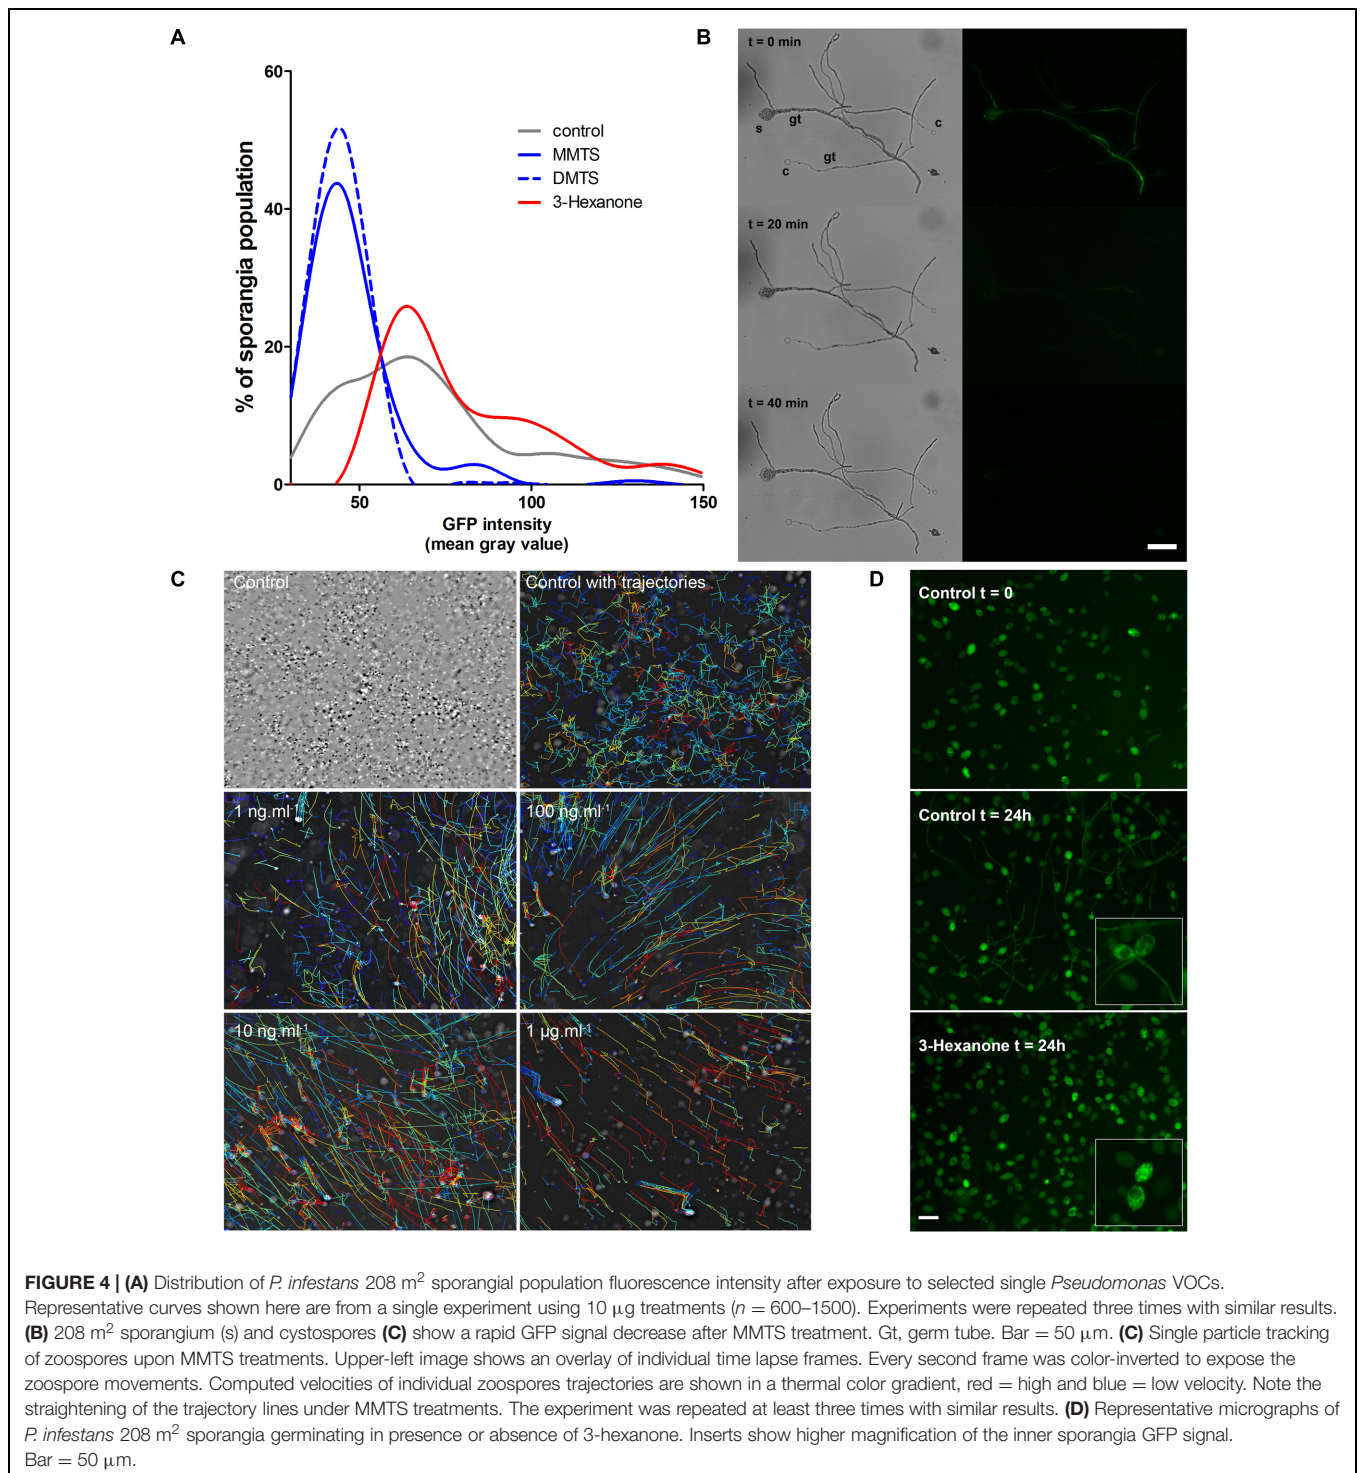 A
60
40
20
0
% of sporangia population
control
MMTS
DMTS
3-Hexanone
50
100
150
GFP intensity
(mean gray value)
B
t = 0 min
s
gt
c
gt
c
t = 20 min
t = 40 min
C
Control
Control with trajectories
1 ng.ml⁻¹
100 ng.ml⁻¹
10 ng.ml⁻¹
1 µg.ml⁻¹
D
Control t = 0
Control t = 24h
3-Hexanone t = 24h
FIGURE 4 | (A) Distribution of P. infestans 208 m² sporangial population fluorescence intensity after exposure to selected single Pseudomonas VOCs.
Representative curves shown here are from a single experiment using 10 µg treatments (n = 600–1500). Experiments were repeated three times with similar results.
(B) 208 m² sporangium (s) and cystospores (C) show a rapid GFP signal decrease after MMTS treatment. Gt, germ tube. Bar = 50 µm. (C) Single particle tracking
of zoospores upon MMTS treatments. Upper-left image shows an overlay of individual time lapse frames. Every second frame was color-inverted to expose the
zoospore movements. Computed velocities of individual zoospores trajectories are shown in a thermal color gradient, red = high and blue = low velocity. Note the
straightening of the trajectory lines under MMTS treatments. The experiment was repeated at least three times with similar results. (D) Representative micrographs of
P. infestans 208 m² sporangia germinating in presence or absence of 3-hexanone. Inserts show higher magnification of the inner sporangia GFP signal.
Bar = 50 µm.